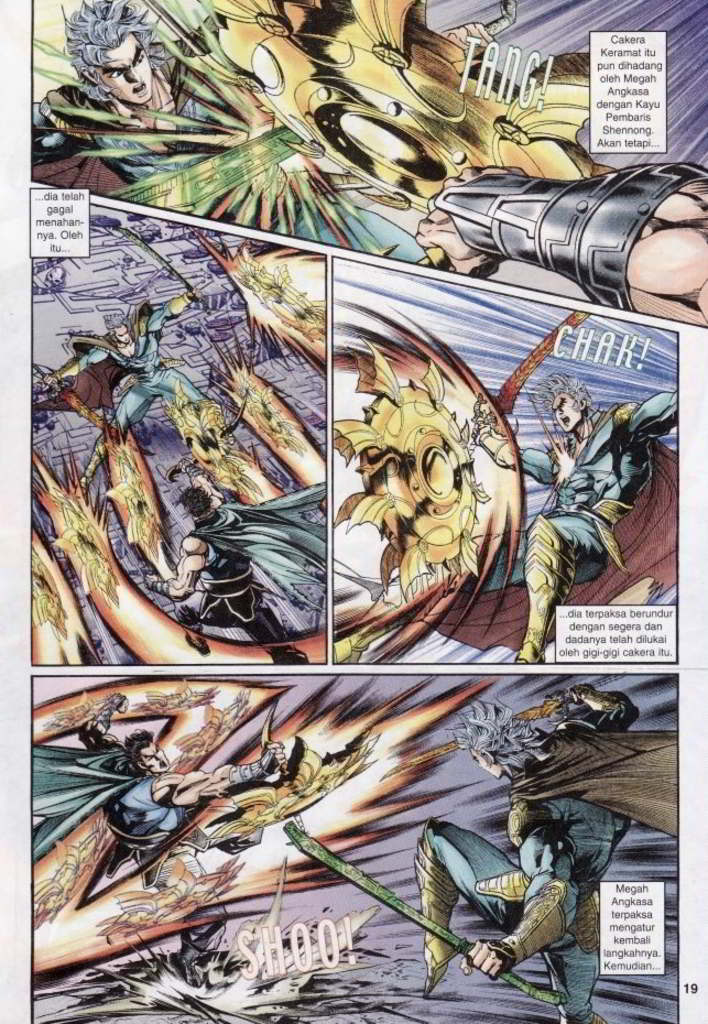 TANG!
Cakera
Keramat itu
pun dihadang
oleh Megah
Angkasa
dengan Kayu
Pembaris
Shennong.
Akan tetapi...
...dia telah
gagal
menahan-
nya. Oleh
itu...
CHAK!
...dia terpaksa berundur
dengan segera dan
dadanya telah dilukai
oleh gigi-gigi cakera itu.
SHOO!
Megah
Angkasa
terpaksa
mengatur
kembali
langkahnya.
Kemudian...
19